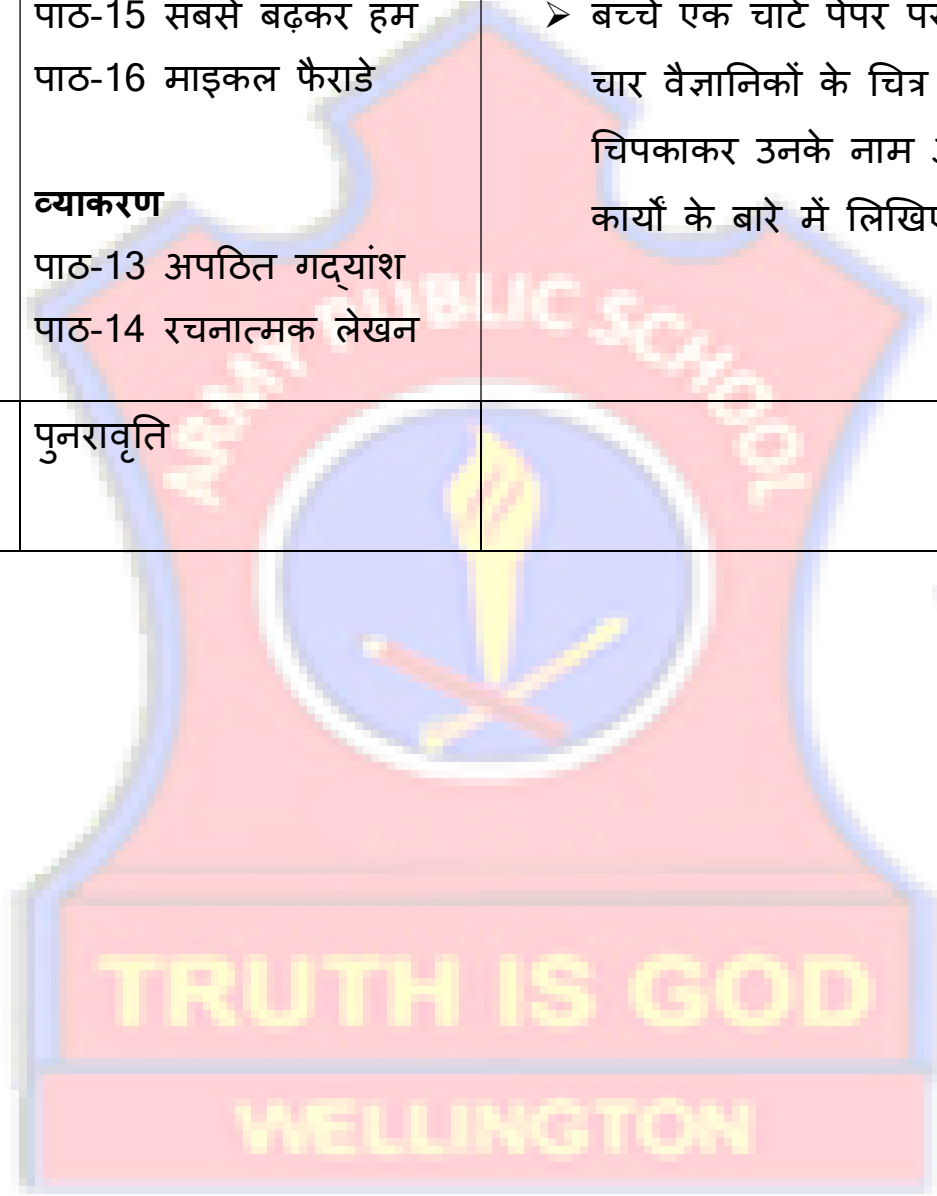 पाठ-15 सबसे बढ़कर हम
पाठ-16 माइकल फैराडे
व्याकरण
पाठ-13 अपठित गद्यांश
पाठ-14 रचनात्मक लेखन
➢ बच्चे एक चार्ट पेपर
चार वैज्ञानिकों के चित्र
चिपकाकर उनके नाम
कार्यों के बारे में
पुनरावृति
ARMY PUBLIC SCHOOL
TRUTH IS GOD
WELLINGTON